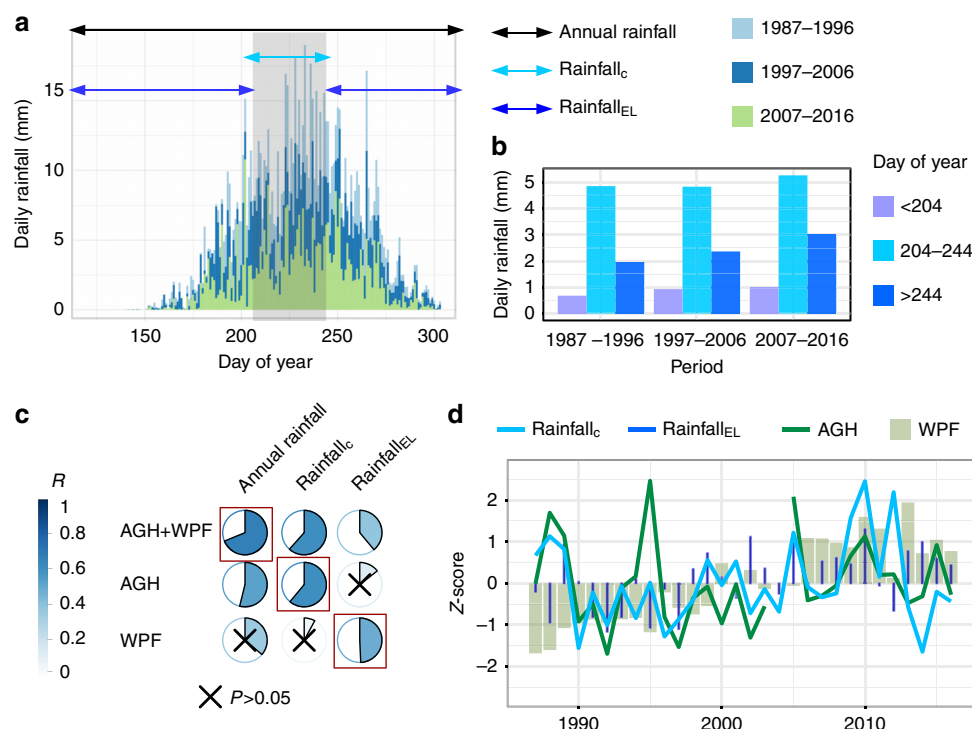 a
Annual rainfall
Rainfallc
RainfallEL
1987–1996
1997–2006
2007–2016
Daily rainfall (mm)
15
10
5
0
150
200
250
300
Day of year
b
Daily rainfall (mm)
5
4
3
2
1
0
1987 –1996
1997–2006
2007–2016
Period
Day of year
<204
204–244
>244
c
R
1
0.8
0.6
0.4
0.2
0
Annual rainfall
Rainfallc
RainfallEL
AGH+WPF
AGH
WPF
P>0.05
d
Rainfallc
RainfallEL
AGH
WPF
Z-score
2
1
0
–1
–2
1990
2000
2010